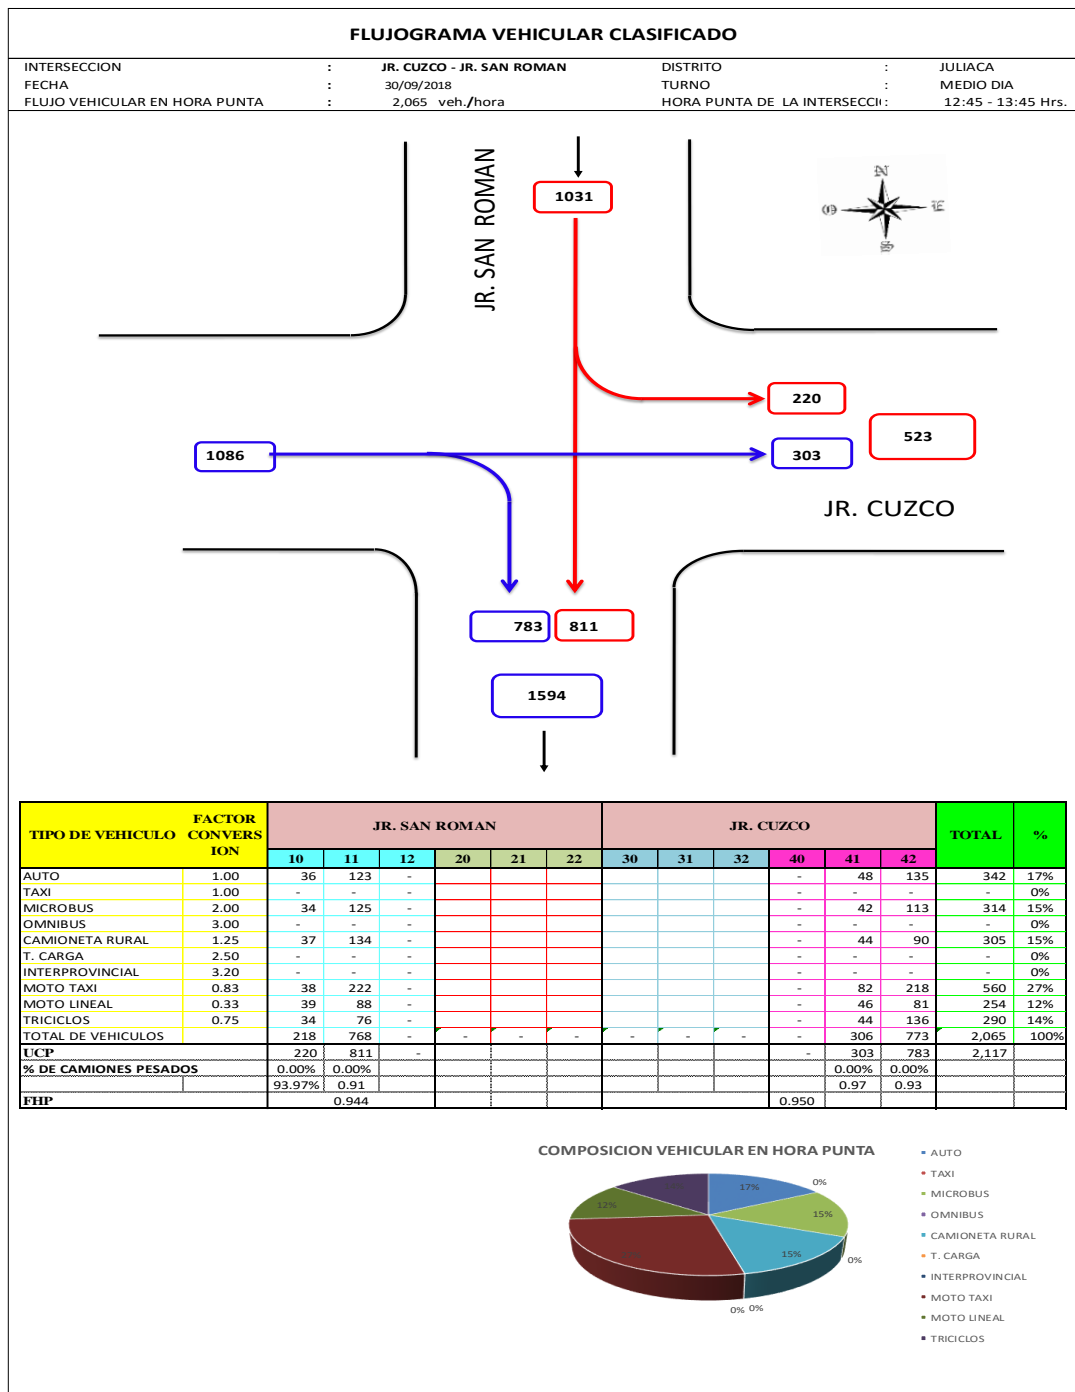 FLUJOGRAMA VEHICULAR CLASIFICADO
INTERSECCION : JR. CUZCO - JR. SAN ROMAN DISTRITO : JULIACA
FECHA : 30/09/2018 TURNO : MEDIO DIA
FLUJO VEHICULAR EN HORA PUNTA : 2,065 veh./hora HORA PUNTA DE LA INTERSECCI : 12:45 - 13:45 Hrs.
JR. SAN ROMAN
1031
N
O E
S
220
523
1086
303
JR. CUZCO
783 811
1594
TIPO DE VEHICULO FACTOR CONVERS ION JR. SAN ROMAN JR. CUZCO TOTAL %
10 11 12 20 21 22 30 31 32 40 41 42
AUTO 1.00 36 123 - - 48 135 342 17%
TAXI 1.00 - - - - - - - 0%
MICROBUS 2.00 34 125 - - 42 113 314 15%
OMNIBUS 3.00 - - - - - - - 0%
CAMIONETA RURAL 1.25 37 134 - - 44 90 305 15%
T. CARGA 2.50 - - - - - - - 0%
INTERPROVINCIAL 3.20 - - - - - - - 0%
MOTO TAXI 0.83 38 222 - - 82 218 560 27%
MOTO LINEAL 0.33 39 88 - - 46 81 254 12%
TRICICLOS 0.75 34 76 - - 44 136 290 14%
TOTAL DE VEHICULOS 218 768 - - - - - - - - 306 773 2,065 100%
UCP 220 811 - - 303 783 2,117
% DE CAMIONES PESADOS 0.00% 0.00% 0.00% 0.00%
93.97% 0.91 0.97 0.93
FHP 0.944 0.950
COMPOSICION VEHICULAR EN HORA PUNTA
17%
0%
15%
0%
15%
0% 0%
12%
AUTO
TAXI
MICROBUS
OMNIBUS
CAMIONETA RURAL
T. CARGA
INTERPROVINCIAL
MOTO TAXI
MOTO LINEAL
TRICICLOS